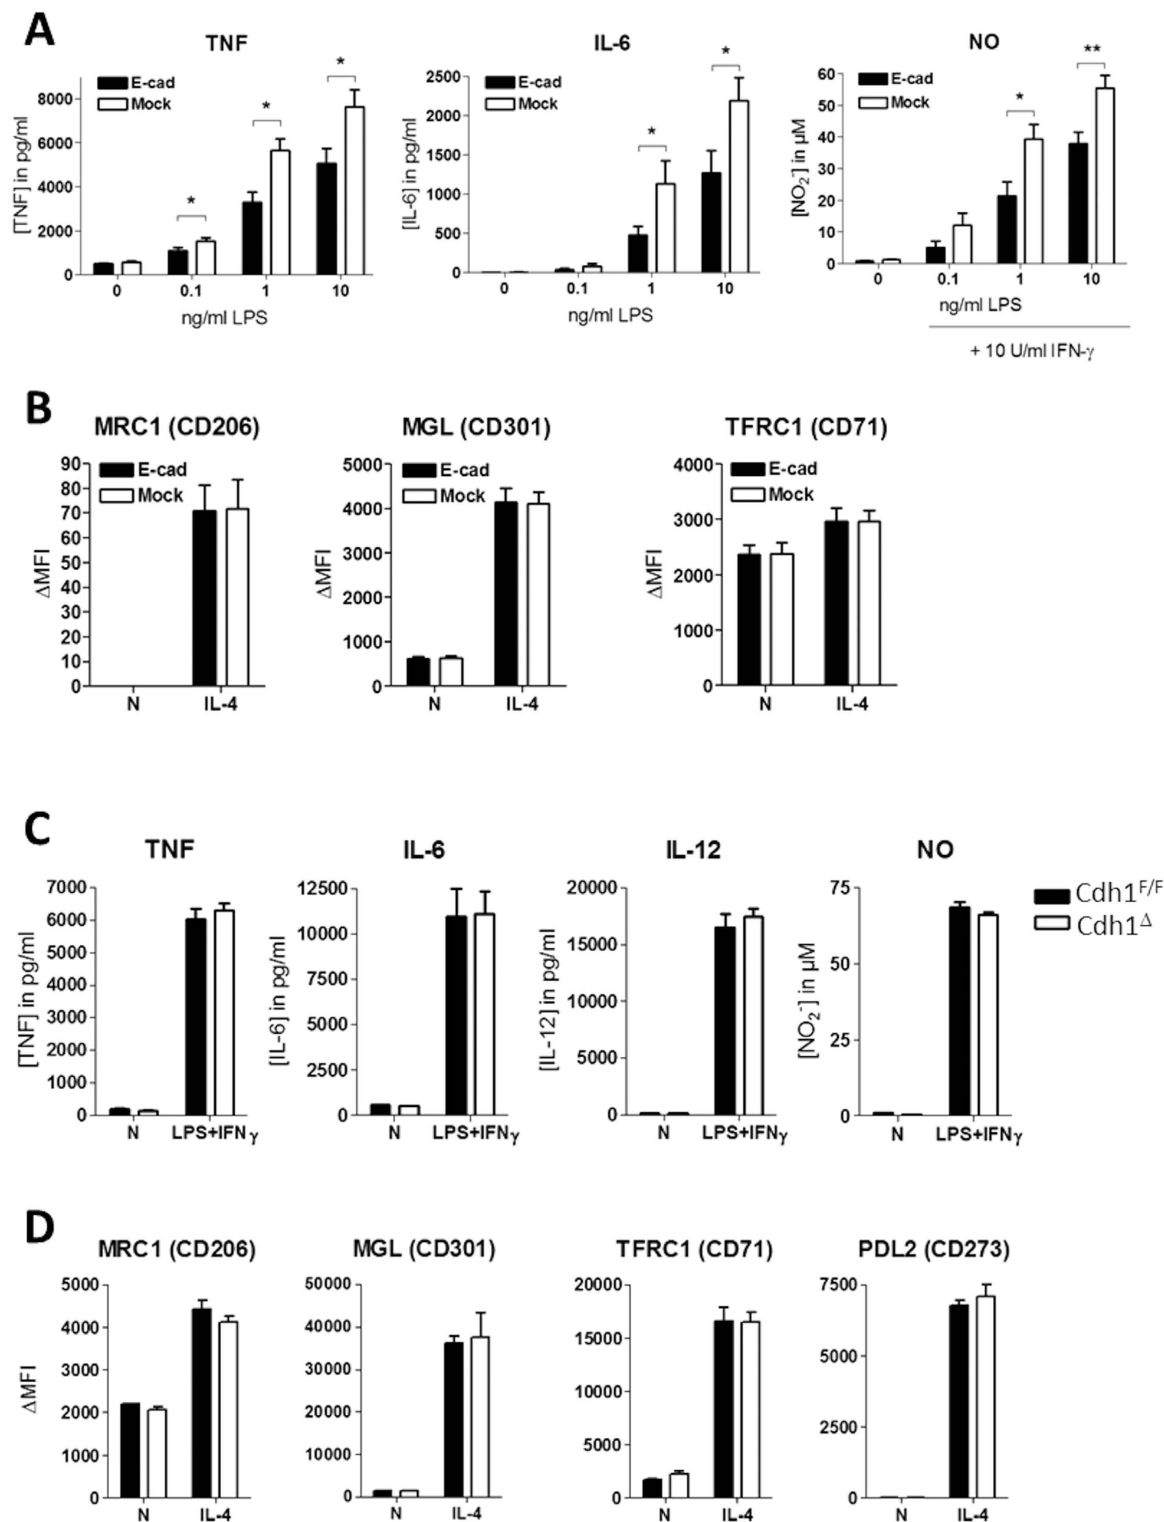 A
TNF
IL-6
NO
E-cad
Mock
[TNF] in pg/ml
8000
6000
4000
2000
0
0 0.1 1 10
ng/ml LPS
* * *
E-cad
Mock
[IL-6] in pg/ml
2500
2000
1500
1000
500
0
0 0.1 1 10
ng/ml LPS
* *
E-cad
Mock
[NO2-] in µM
60
50
40
30
20
10
0
0 0.1 1 10
ng/ml LPS
+ 10 U/ml IFN-γ
* **
B
MRC1 (CD206)
MGL (CD301)
TFRC1 (CD71)
E-cad
Mock
ΔMFI
90
80
70
60
50
40
30
20
10
0
N IL-4
E-cad
Mock
ΔMFI
5000
4000
3000
2000
1000
0
N IL-4
E-cad
Mock
ΔMFI
4000
3000
2000
1000
0
N IL-4
C
TNF
IL-6
IL-12
NO
[TNF] in pg/ml
7000
6000
5000
4000
3000
2000
1000
0
N LPS+IFNγ
[IL-6] in pg/ml
12500
10000
7500
5000
2500
0
N LPS+IFNγ
[IL-12] in pg/ml
20000
15000
10000
5000
0
N LPS+IFNγ
[NO2-] in µM
75
50
25
0
N LPS+IFNγ
Cdh1F/F
Cdh1Δ
D
MRC1 (CD206)
MGL (CD301)
TFRC1 (CD71)
PDL2 (CD273)
ΔMFI
5000
4000
3000
2000
1000
0
N IL-4
50000
40000
30000
20000
10000
0
N IL-4
20000
15000
10000
5000
0
N IL-4
7500
5000
2500
0
N IL-4